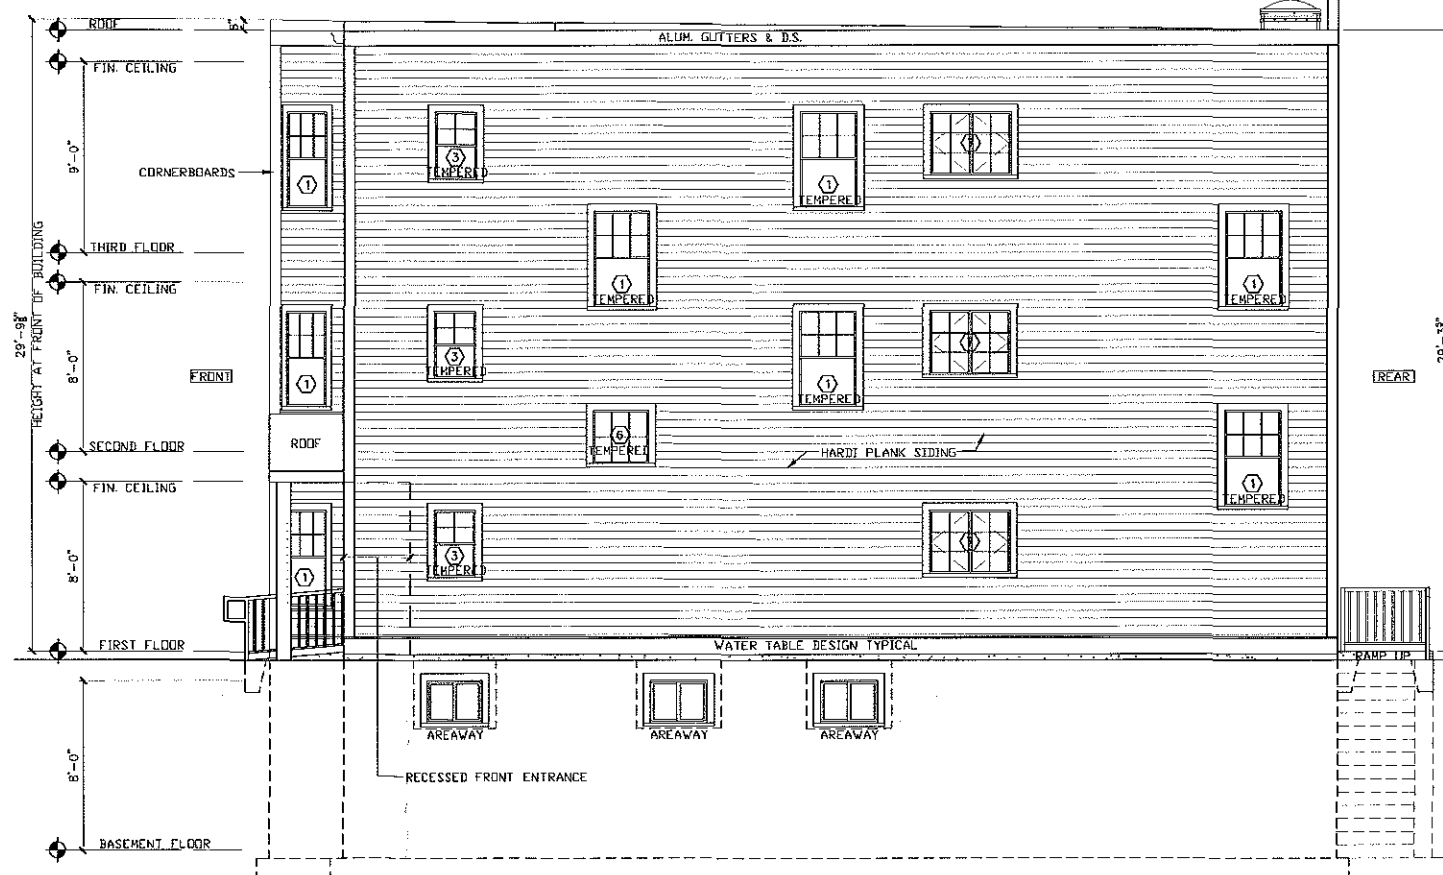 ROOF
8"
ALUM. GUTTERS & D.S.
FIN. CEILING
9'-0"
CORNERBOARDS
1
3
TEMPERED
1
TEMPERED
THIRD FLOOR
FIN. CEILING
1
TEMPERED
1
TEMPERED
HEIGHT AT FRONT OF BUILDING
8'-0"
FRONT
1
3
TEMPERED
1
TEMPERED
REAR
SECOND FLOOR
ROOF
6
TEMPERED
HARDI PLANK SIDING
FIN. CEILING
1
TEMPERED
8'-0"
1
3
TEMPERED
FIRST FLOOR
WATER TABLE DESIGN TYPICAL
RAMP UP
AREAWAY
AREAWAY
AREAWAY
8'-0"
RECESSED FRONT ENTRANCE
BASEMENT FLOOR